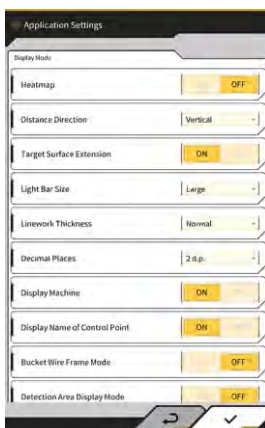 Application Settings
Display Mode
Heatmap OFF
Distance Direction Vertical
Target Surface Extension ON
Light Bar Size Large
Linework Thickness Normal
Decimal Places 2 d.p.
Display Machine ON
Display Name of Control Point ON
Bucket Wire Frame Mode OFF
Detection Area Display Mode OFF